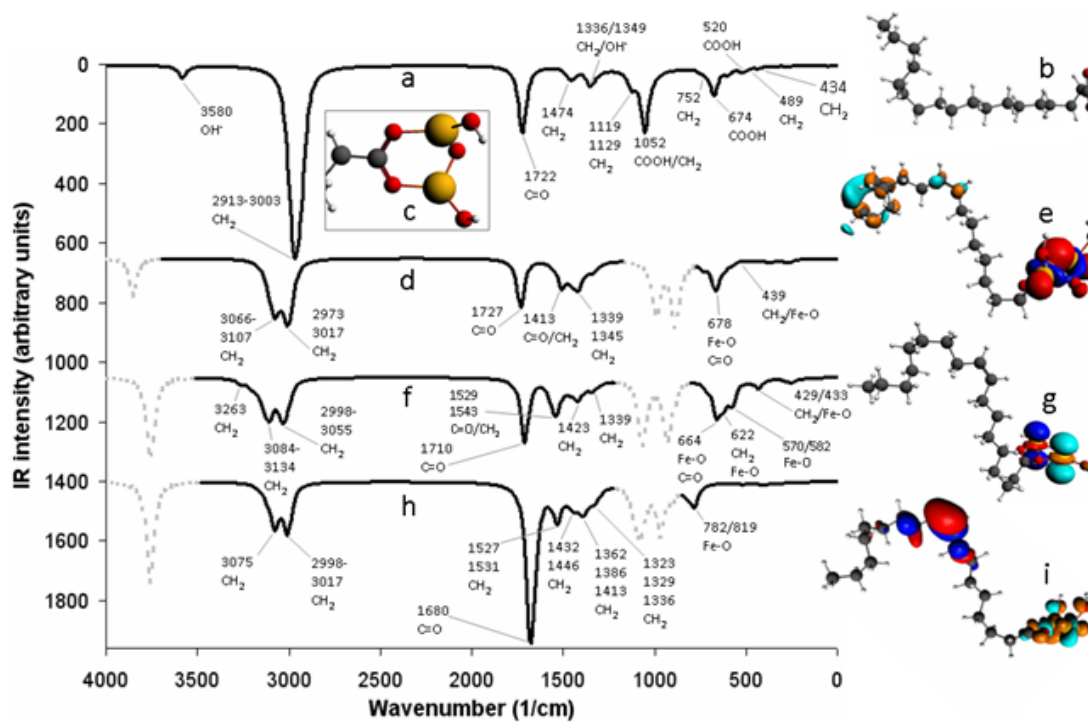 IR intensity (arbitrary units)
0
200
400
600
800
1000
1200
1400
1600
1800
4000
3500
3000
2500
2000
1500
1000
500
0
Wavenumber (1/cm)
a
3580
OH-
2913-3003
CH2
1722
C=O
1474
CH2
1336/1349
CH2/OH-
1119
1129
CH2
1052
COOH/CH2
752
CH2
674
COOH
520
COOH
489
CH2
434
CH2
b
c
d
3066-
3107
CH2
2973
3017
CH2
1727
C=O
1413
C=O/CH2
1339
1345
CH2
678
Fe-O
C=O
439
CH2/Fe-O
e
f
3263
CH2
3084-
3134
CH2
2998-
3055
CH2
1710
C=O
1529
1543
C=O/CH2
1423
CH2
1339
CH2
664
Fe-O
C=O
622
CH2
Fe-O
570/582
Fe-O
429/433
CH2/Fe-O
g
h
3075
CH2
2998-
3017
CH2
1680
C=O
1527
1531
CH2
1432
1446
CH2
1362
1386
1413
CH2
1323
1329
1336
CH2
782/819
Fe-O
i